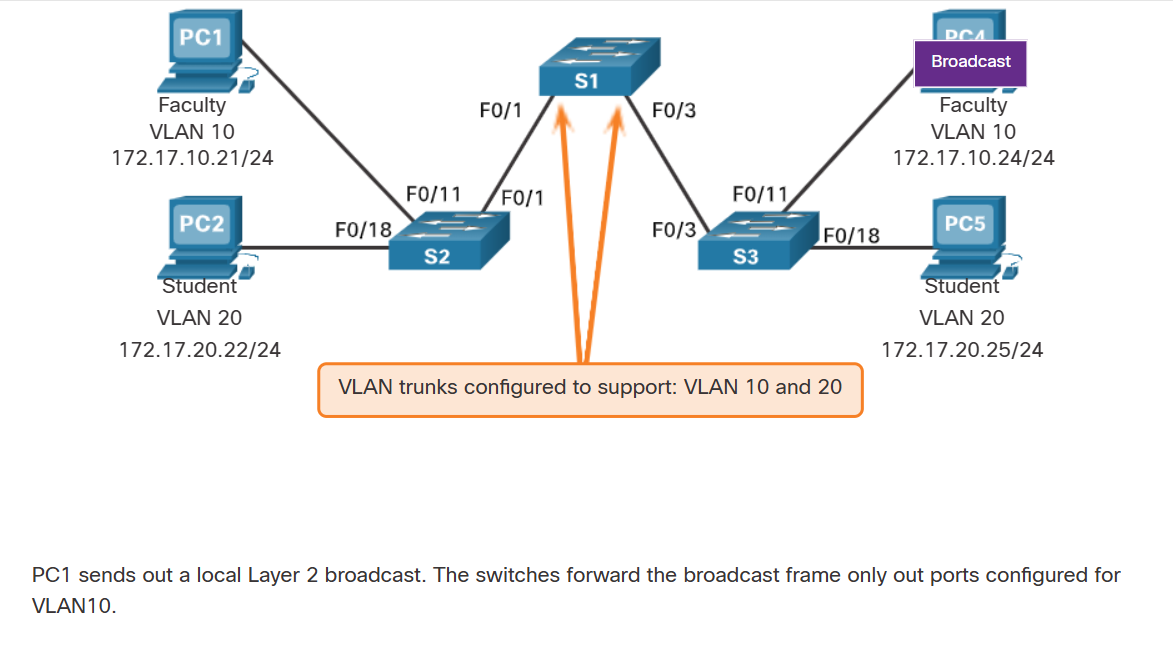 PC1
Faculty
VLAN 10
172.17.10.21/24
PC2
Student
VLAN 20
172.17.20.22/24
F0/11
F0/18
F0/1
S2
F0/1
S1
F0/3
F0/3
S3
F0/11
F0/18
PC4
Broadcast
Faculty
VLAN 10
172.17.10.24/24
PC5
Student
VLAN 20
172.17.20.25/24
VLAN trunks configured to support: VLAN 10 and 20
PC1 sends out a local Layer 2 broadcast. The switches forward the broadcast frame only out ports configured for
VLAN10.